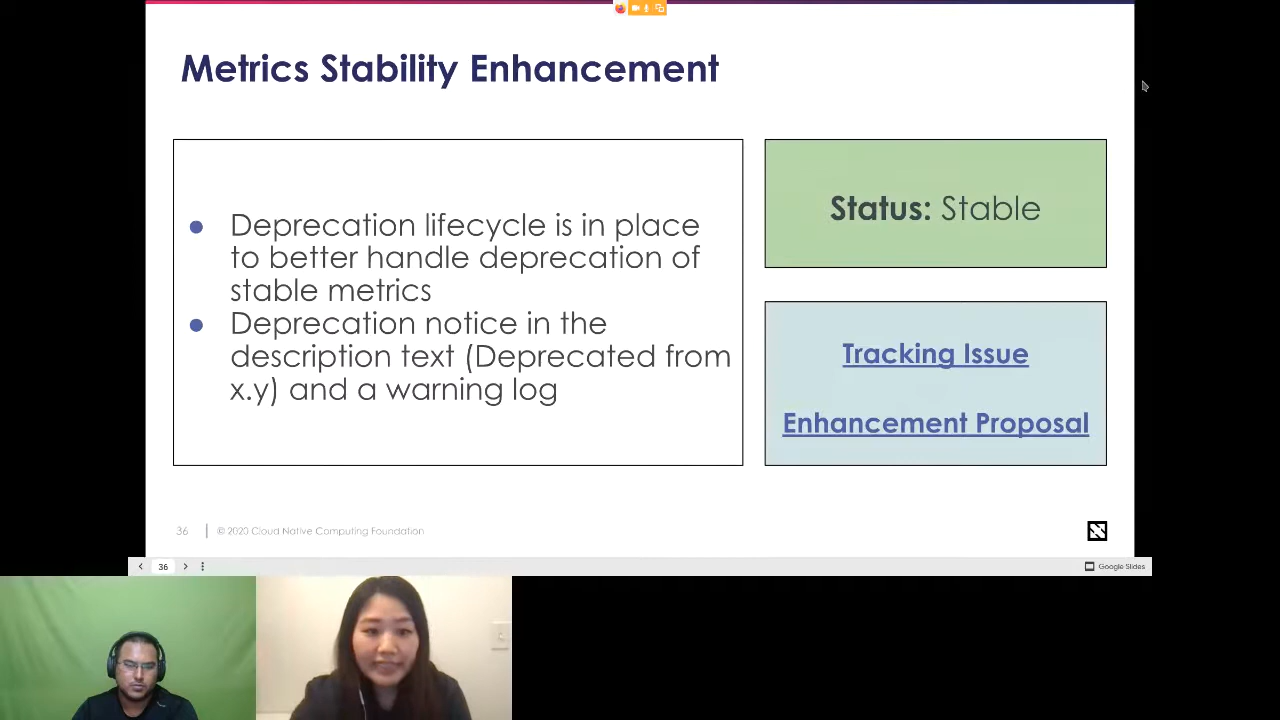 Metrics Stability Enhancement
● Deprecation lifecycle is in place
to better handle deprecation of
stable metrics
● Deprecation notice in the
description text (Deprecated from
x.y) and a warning log
Status: Stable
Tracking Issue
Enhancement Proposal
36 | © 2020 Cloud Native Computing Foundation
36
Google Slides